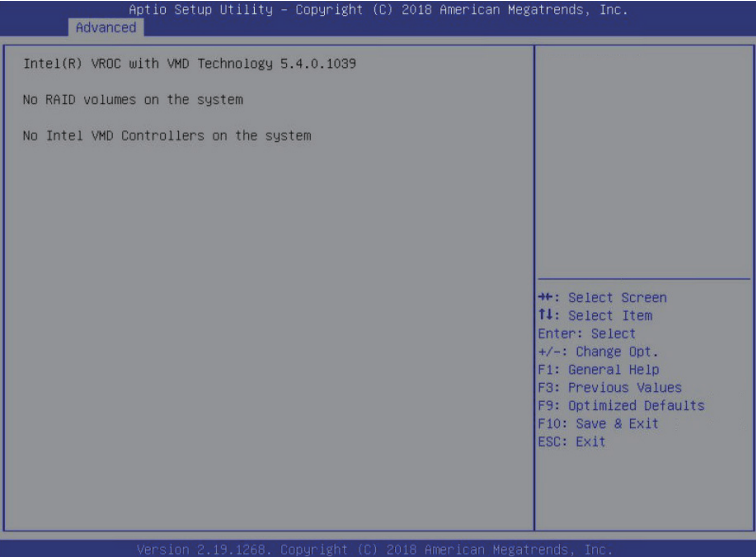 Aptio Setup Utility – Copyright (C) 2018 American Megatrends, Inc.
Advanced
Intel(R) VROC with VMD Technology 5.4.0.1039
No RAID volumes on the system
No Intel VMD Controllers on the system
→←: Select Screen
↑↓: Select Item
Enter: Select
+/-: Change Opt.
F1: General Help
F3: Previous Values
F9: Optimized Defaults
F10: Save & Exit
ESC: Exit
Version 2.19.1268. Copyright (C) 2018 American Megatrends, Inc.